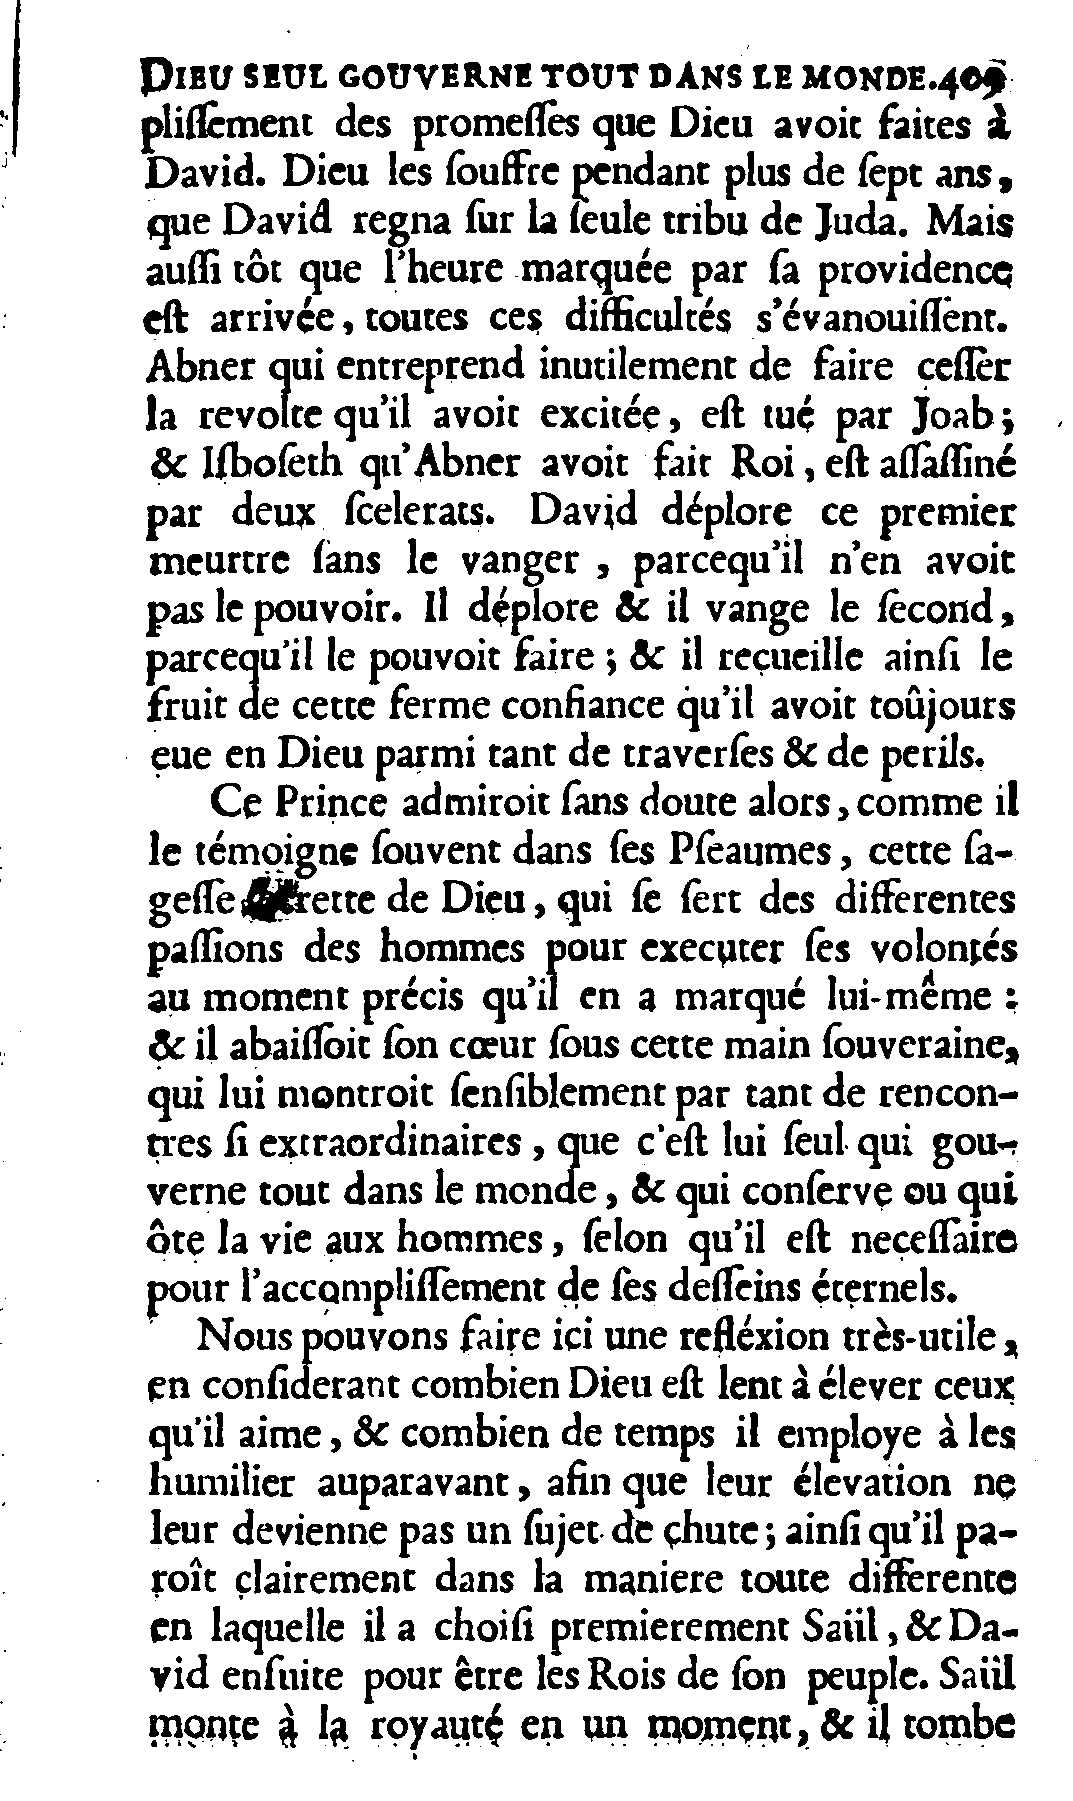 DIEU SEUL GOUVERNE TOUT DANS LE MONDE. 409
pliſſement des promeſſes que Dieu avoit faites à
David. Dieu les ſouffre pendant plus de ſept ans,
que David regna ſur la ſeule tribu de Juda. Mais
auſſi tôt que l'heure marquée par ſa providence
eſt arrivée, toutes ces difficultés s'évanouiſſent.
Abner qui entreprend inutilement de faire ceſſer
la revolte qu'il avoit excitée, eſt tué par Joab;
& Iſboſeth qu'Abner avoit fait Roi, eſt aſſaſſiné
par deux ſcelerats. David déplore ce premier
meurtre ſans le vanger, parcequ'il n'en avoit
pas le pouvoir. Il déplore & il vange le ſecond,
parcequ'il le pouvoit faire; & il recueille ainſi le
fruit de cette ferme confiance qu'il avoit toûjours
eue en Dieu parmi tant de traverſes & de perils.
Ce Prince admiroit ſans doute alors, comme il
le témoigne ſouvent dans ſes Pſeaumes, cette ſa-
geſſe de Dieu, qui ſe ſert des differentes
paſſions des hommes pour executer ſes volontés
au moment précis qu'il en a marqué lui-même:
& il abaiſſoit ſon cœur ſous cette main ſouveraine,
qui lui montroit ſenſiblement par tant de rencon-
tres ſi extraordinaires, que c'eſt lui ſeul qui gou-
verne tout dans le monde, & qui conſerve ou qui
ôte la vie aux hommes, ſelon qu'il eſt neceſſaire
pour l'accompliſſement de ſes deſſeins éternels.
Nous pouvons faire ici une refléxion très-utile,
en conſiderant combien Dieu eſt lent à élever ceux
qu'il aime, & combien de temps il employe à les
humilier auparavant, afin que leur élevation ne
leur devienne pas un ſujet de chute; ainſi qu'il pa-
roît clairement dans la maniere toute differente
en laquelle il a choiſi premierement Saül, & Da-
vid enſuite pour être les Rois de ſon peuple. Saül
monte à la royauté en un moment, & il tombe